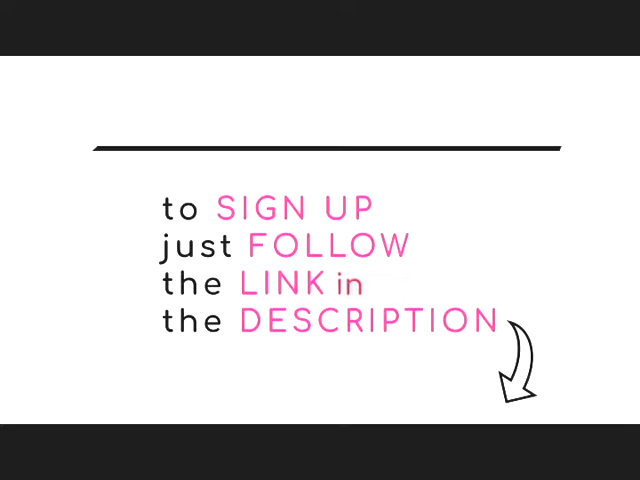 to SIGN UP
just FOLLOW
the LINK in
the DESCRIPTION